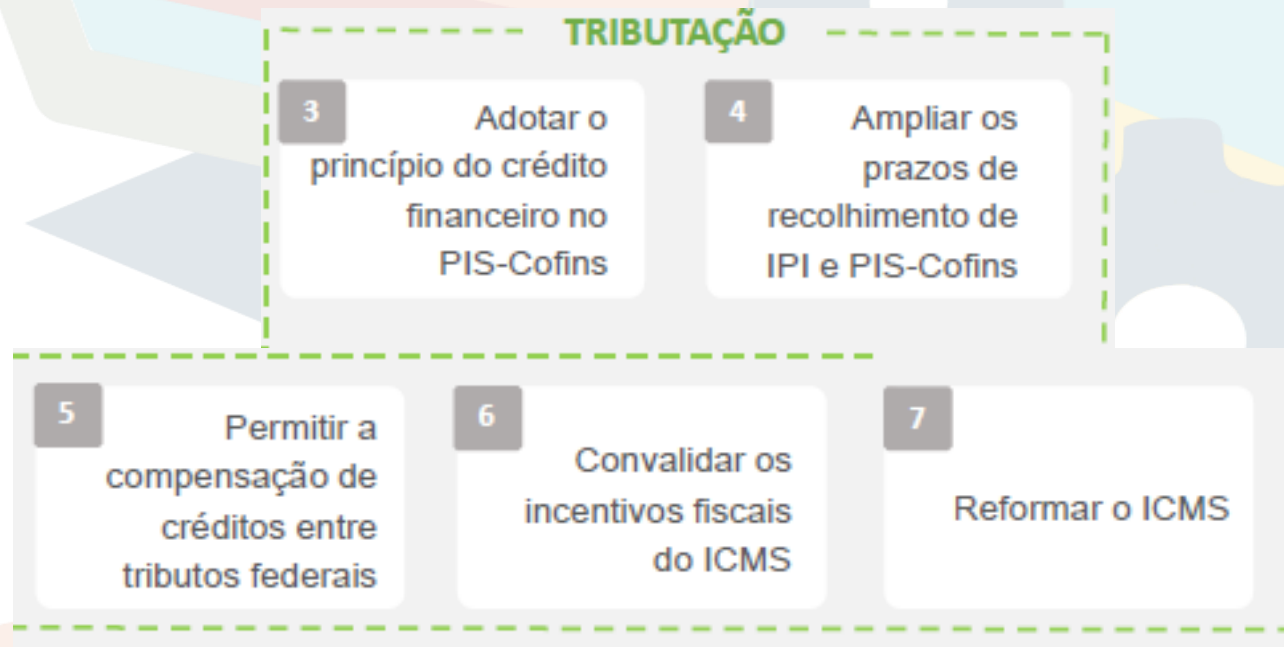 TRIBUTAÇÃO
3
Adotar o
princípio do crédito
financeiro no
PIS-Cofins
4
Ampliar os
prazos de
recolhimento de
IPI e PIS-Cofins
5
Permitir a
compensação de
créditos entre
tributos federais
6
Convalidar os
incentivos fiscais
do ICMS
7
Reformar o ICMS